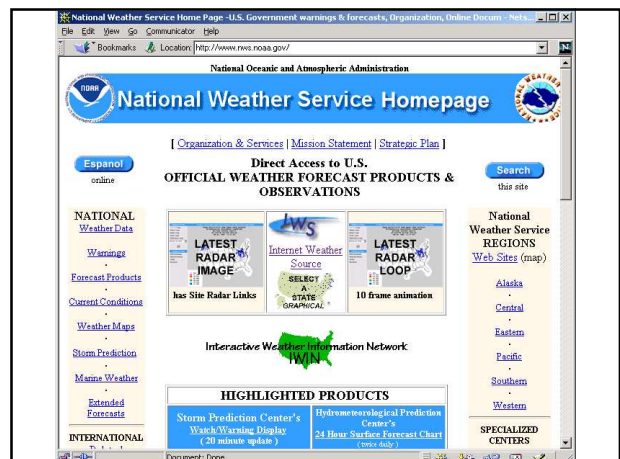 National Weather Service Home Page -U.S. Government warnings & forecasts, Organization, Online Docum - Nets...
File Edit View Go Communicator Help
Bookmarks Location: http://www.nws.noaa.gov/
National Oceanic and Atmospheric Administration
NOAA
National Weather Service Homepage
[ Organization & Services | Mission Statement | Strategic Plan ]
Espanol
online
Direct Access to U.S.
OFFICIAL WEATHER FORECAST PRODUCTS &
OBSERVATIONS
Search
this site
NATIONAL
Weather Data
Warnings
Forecast Products
Current Conditions
Weather Maps
Storm Prediction
Marine Weather
Extended
Forecasts
INTERNATIONAL
LATEST
RADAR
IMAGE
has Site Radar Links
IWS
Internet Weather
Source
SELECT
A
STATE
GRAPHICAL
LATEST
RADAR
LOOP
10 frame animation
Interactive Weather Information Network
IWIN
HIGHLIGHTED PRODUCTS
Storm Prediction Center's
Watch/Warning Display
( 20 minute update )
Hydrometeorological Prediction
Center's
24 Hour Surface Forecast Chart
( twice daily )
National
Weather Service
REGIONS
Web Sites (map)
Alaska
Central
Eastern
Pacific
Southern
Western
SPECIALIZED
CENTERS
Document: Done